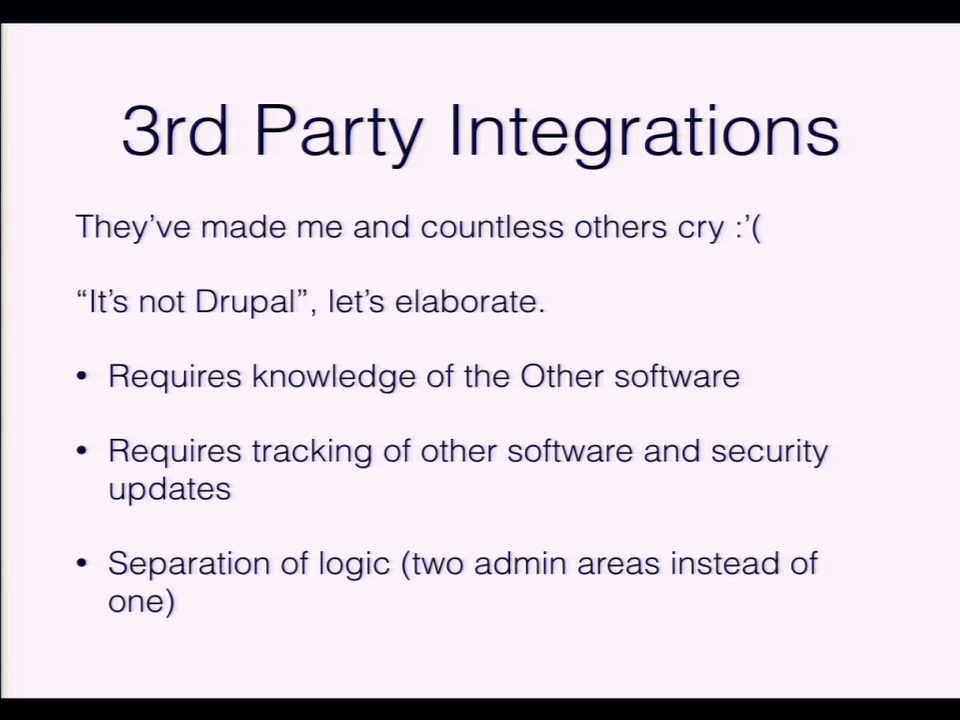 3rd Party Integrations
They’ve made me and countless others cry :’(
“It’s not Drupal”, let’s elaborate.
• Requires knowledge of the Other software
• Requires tracking of other software and security
updates
• Separation of logic (two admin areas instead of
one)